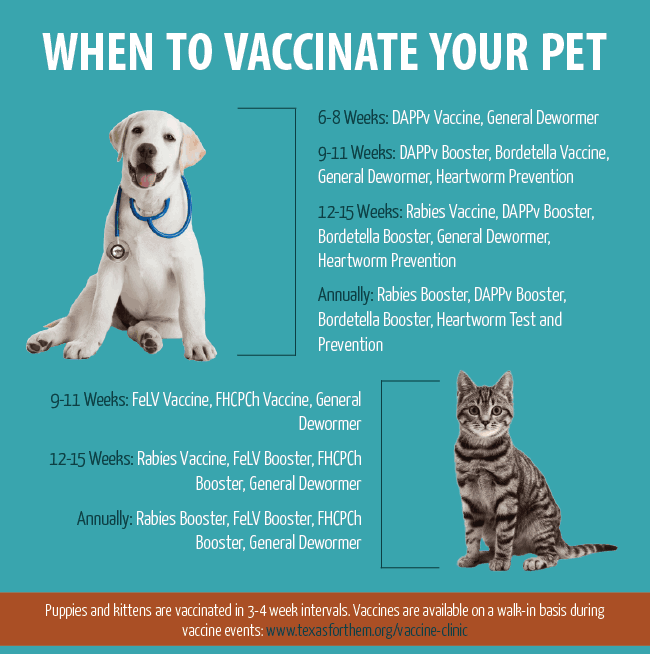 WHEN TO VACCINATE YOUR PET
6-8 Weeks: DAPPv Vaccine, General Dewormer
9-11 Weeks: DAPPv Booster, Bordetella Vaccine,
General Dewormer, Heartworm Prevention
12-15 Weeks: Rabies Vaccine, DAPPv Booster,
Bordetella Booster, General Dewormer,
Heartworm Prevention
Annually: Rabies Booster, DAPPv Booster,
Bordetella Booster, Heartworm Test and
Prevention
9-11 Weeks: FeLV Vaccine, FHCPCh Vaccine, General
Dewormer
12-15 Weeks: Rabies Vaccine, FeLV Booster, FHCPCh
Booster, General Dewormer
Annually: Rabies Booster, FeLV Booster, FHCPCh
Booster, General Dewormer
Puppies and kittens are vaccinated in 3-4 week intervals. Vaccines are available on a walk-in basis during
vaccine events: www.texasforthem.org/vaccine-clinic